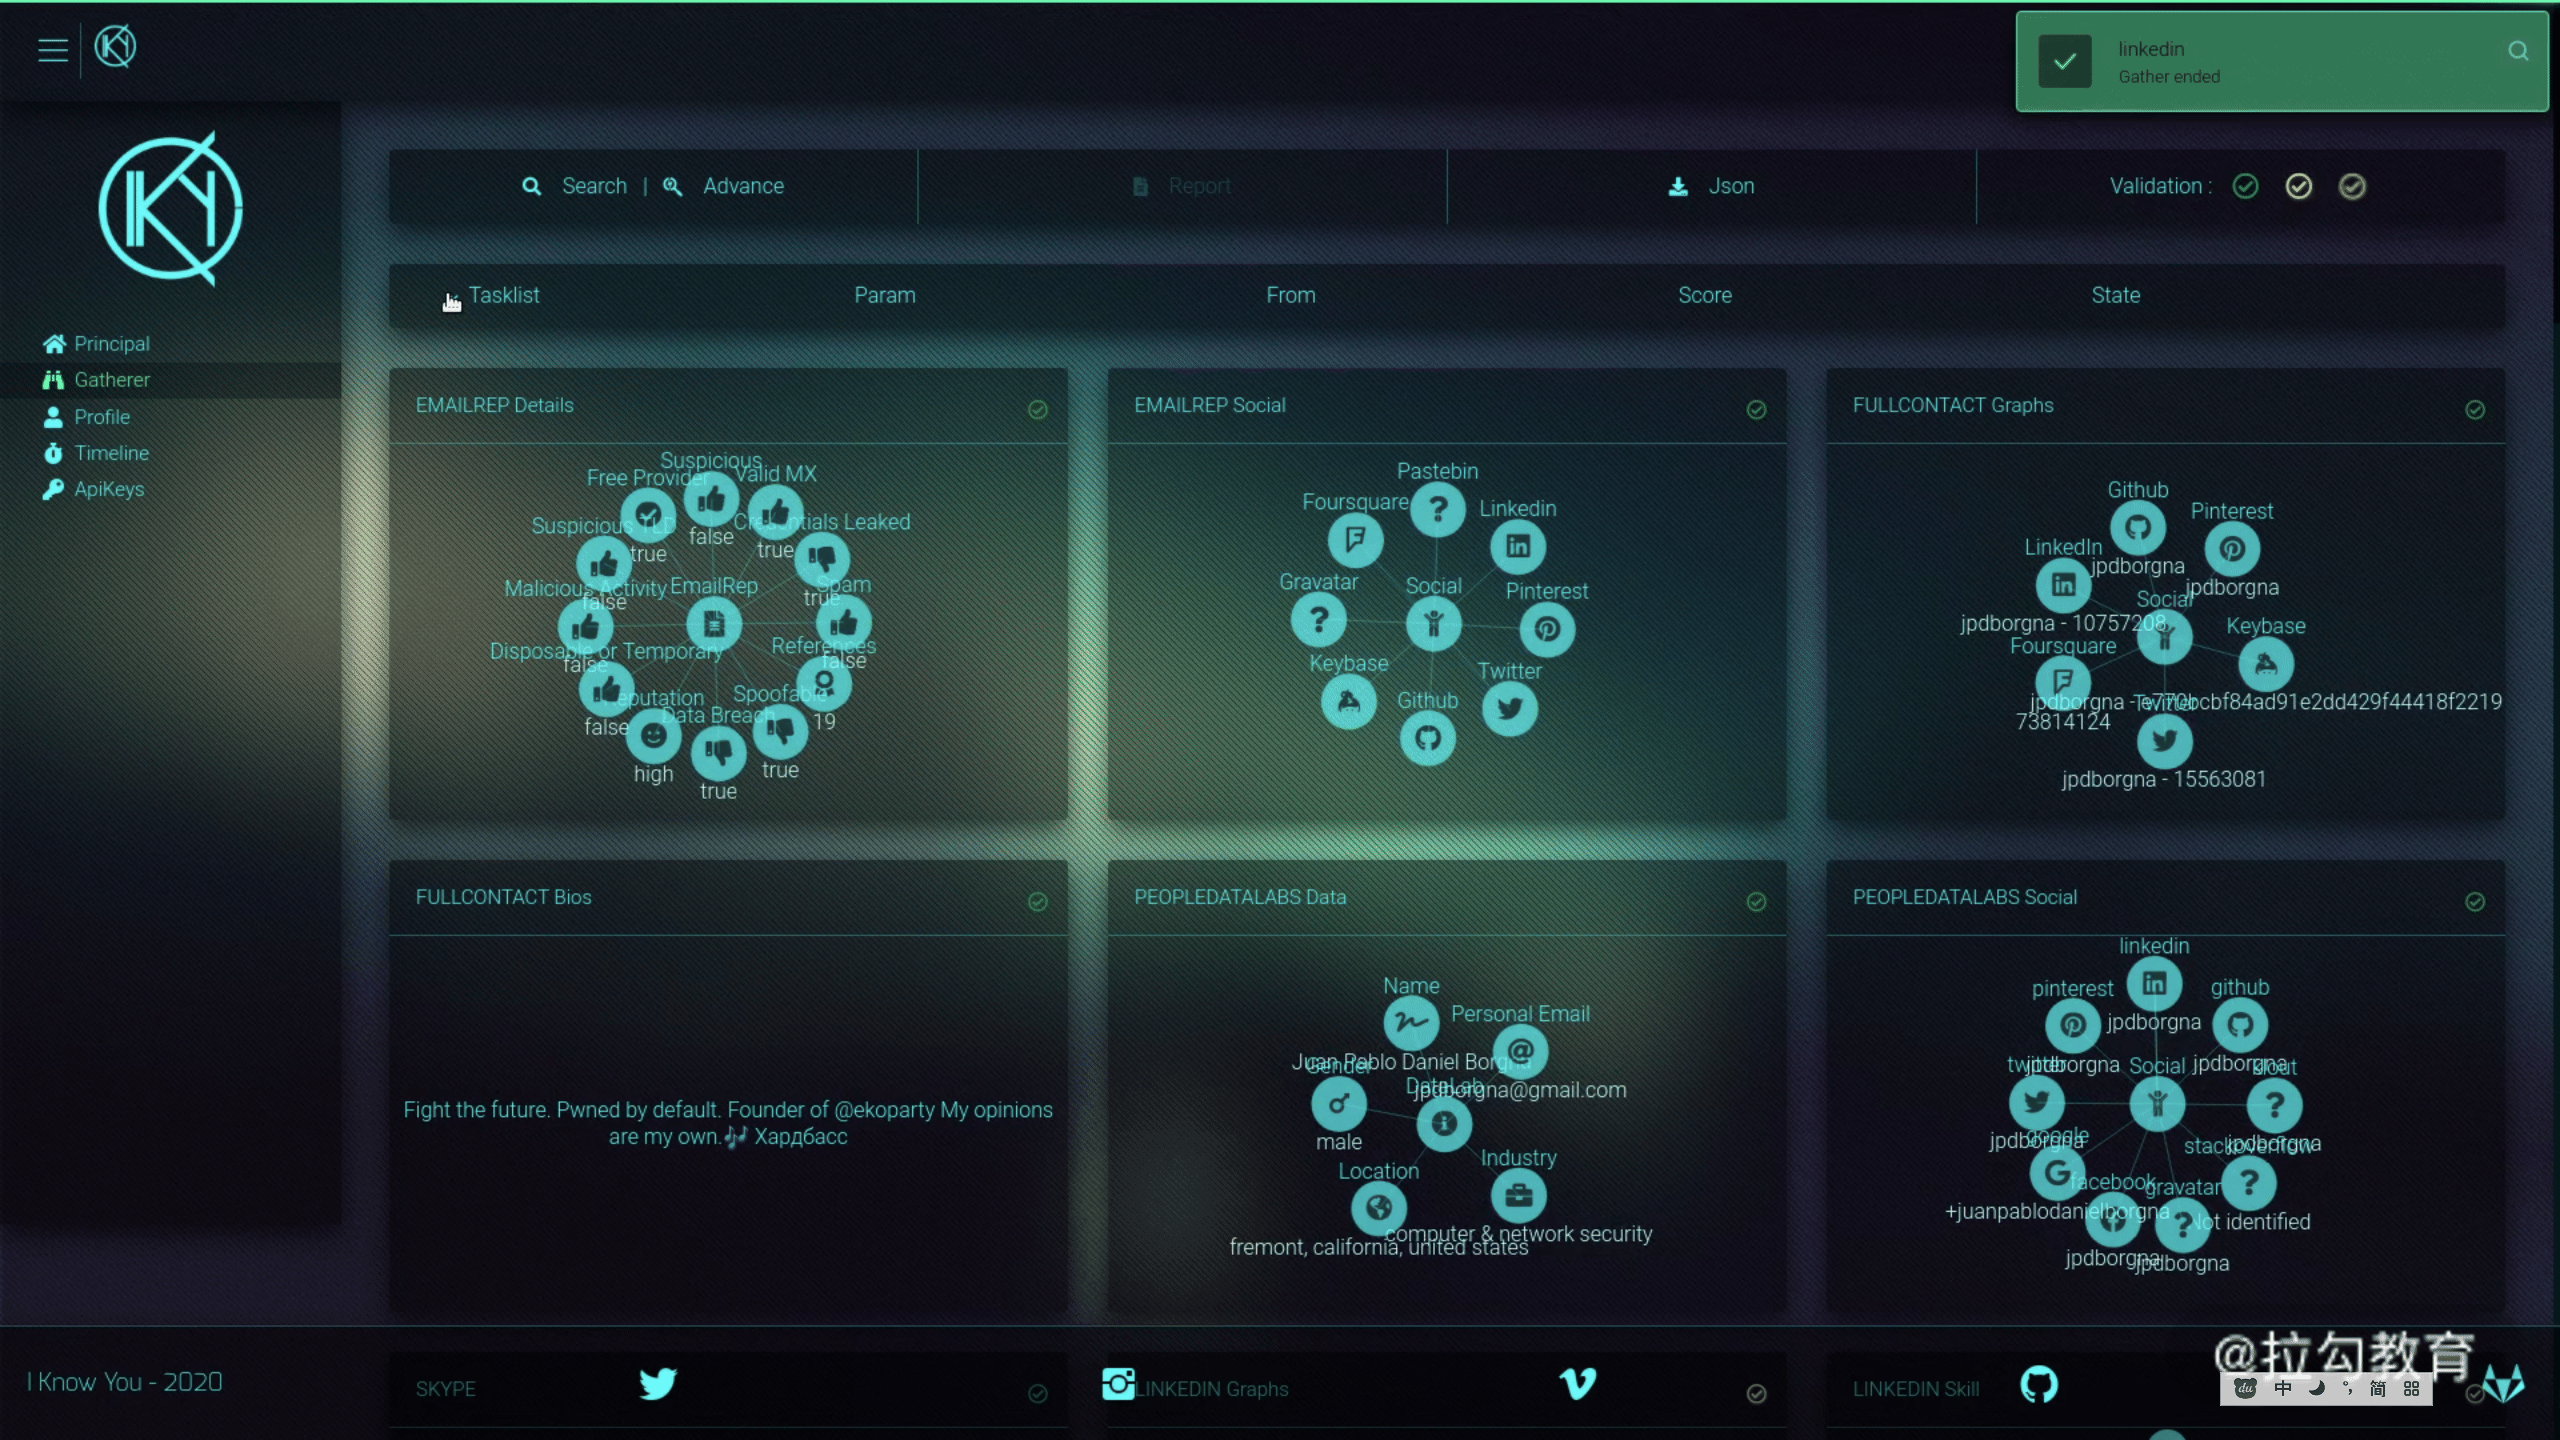 linkedin
Gather ended
Search | Advance
Report
Json
Validation :
Principal
Gatherer
Profile
Timeline
ApiKeys
Tasklist
Param
From
Score
State
EMAILREP Details
Suspicious
Valid MX
Free Provider
false
true
true
Credentials Leaked
Suspicious TLD
true
Malicious Activity
false
EmailRep
Spam
false
Disposable or Temporary
false
References
19
false
Reputation
high
Data Breach
true
Spoofable
true
EMAILREP Social
Pastebin
Foursquare
Linkedin
Gravatar
Social
Pinterest
Keybase
Github
Twitter
FULLCONTACT Graphs
Github
jpdborgna
Pinterest
jpdborgna
LinkedIn
jpdborgna - 10757208
Social
Keybase
Foursquare
jpdborgna -
73814124
Twitter
jpdborgna - 15563081
FULLCONTACT Bios
Fight the future. Pwned by default. Founder of @ekoparty My opinions
are my own.🎶 Хардбасс
PEOPLEDATALABS Data
Name
Juan Pablo Daniel Borgna
Personal Email
jpdborgna@gmail.com
Gender
male
Location
fremont, california, united states
Industry
computer & network security
PEOPLEDATALABS Social
linkedin
jpdborgna
pinterest
jpdborgna
github
jpdborgna
twitter
jpdborgna
Social
klout
jpdborgna
google
+juanpablodanielborgna
stackoverflow
Not identified
facebook
jpdborgna
gravatar
jpdborgna
I Know You - 2020
SKYPE
LINKEDIN Graphs
LINKEDIN Skill
@拉勾教育
du 中 简